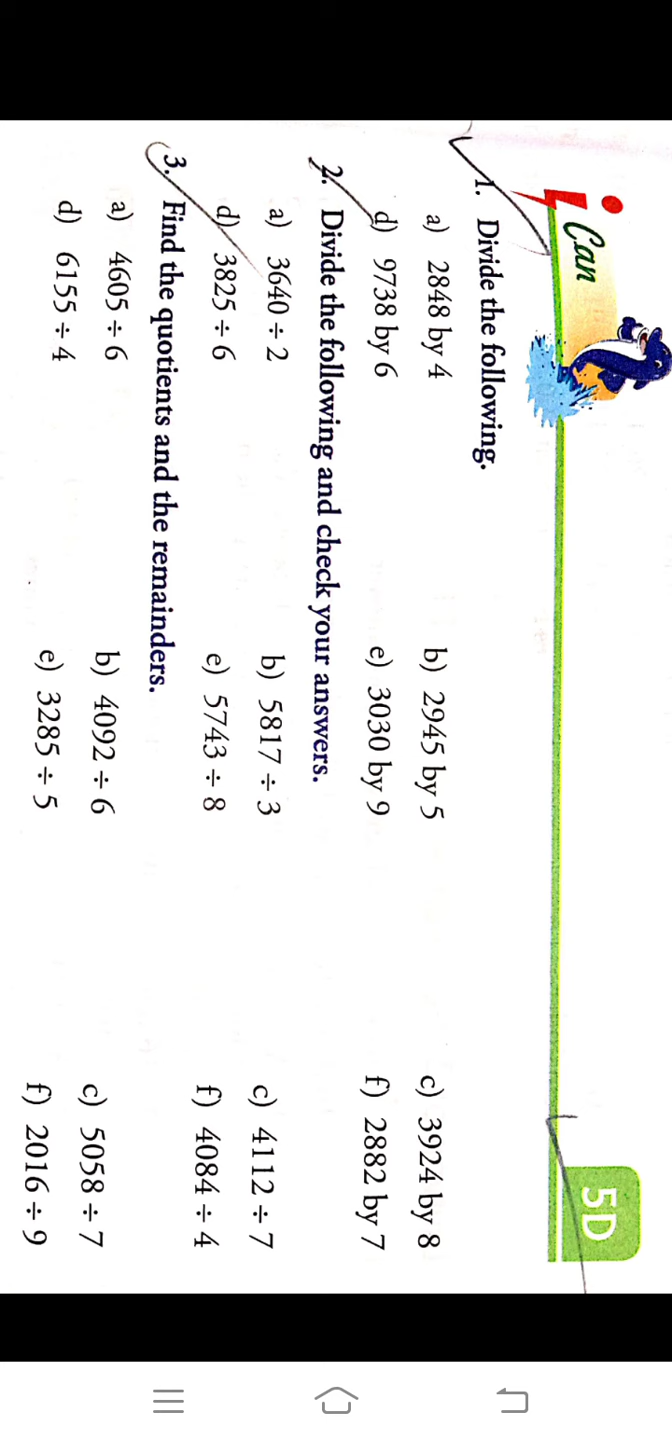 i Can
5D
1. Divide the following.
a) 2848 by 4 b) 2945 by 5 c) 3924 by 8
d) 9738 by 6 e) 3030 by 9 f) 2882 by 7
2. Divide the following and check your answers.
a) 3640 ÷ 2 b) 5817 ÷ 3 c) 4112 ÷ 7
d) 3825 ÷ 6 e) 5743 ÷ 8 f) 4084 ÷ 4
3. Find the quotients and the remainders.
a) 4605 ÷ 6 b) 4092 ÷ 6 c) 5058 ÷ 7
d) 6155 ÷ 4 e) 3285 ÷ 5 f) 2016 ÷ 9